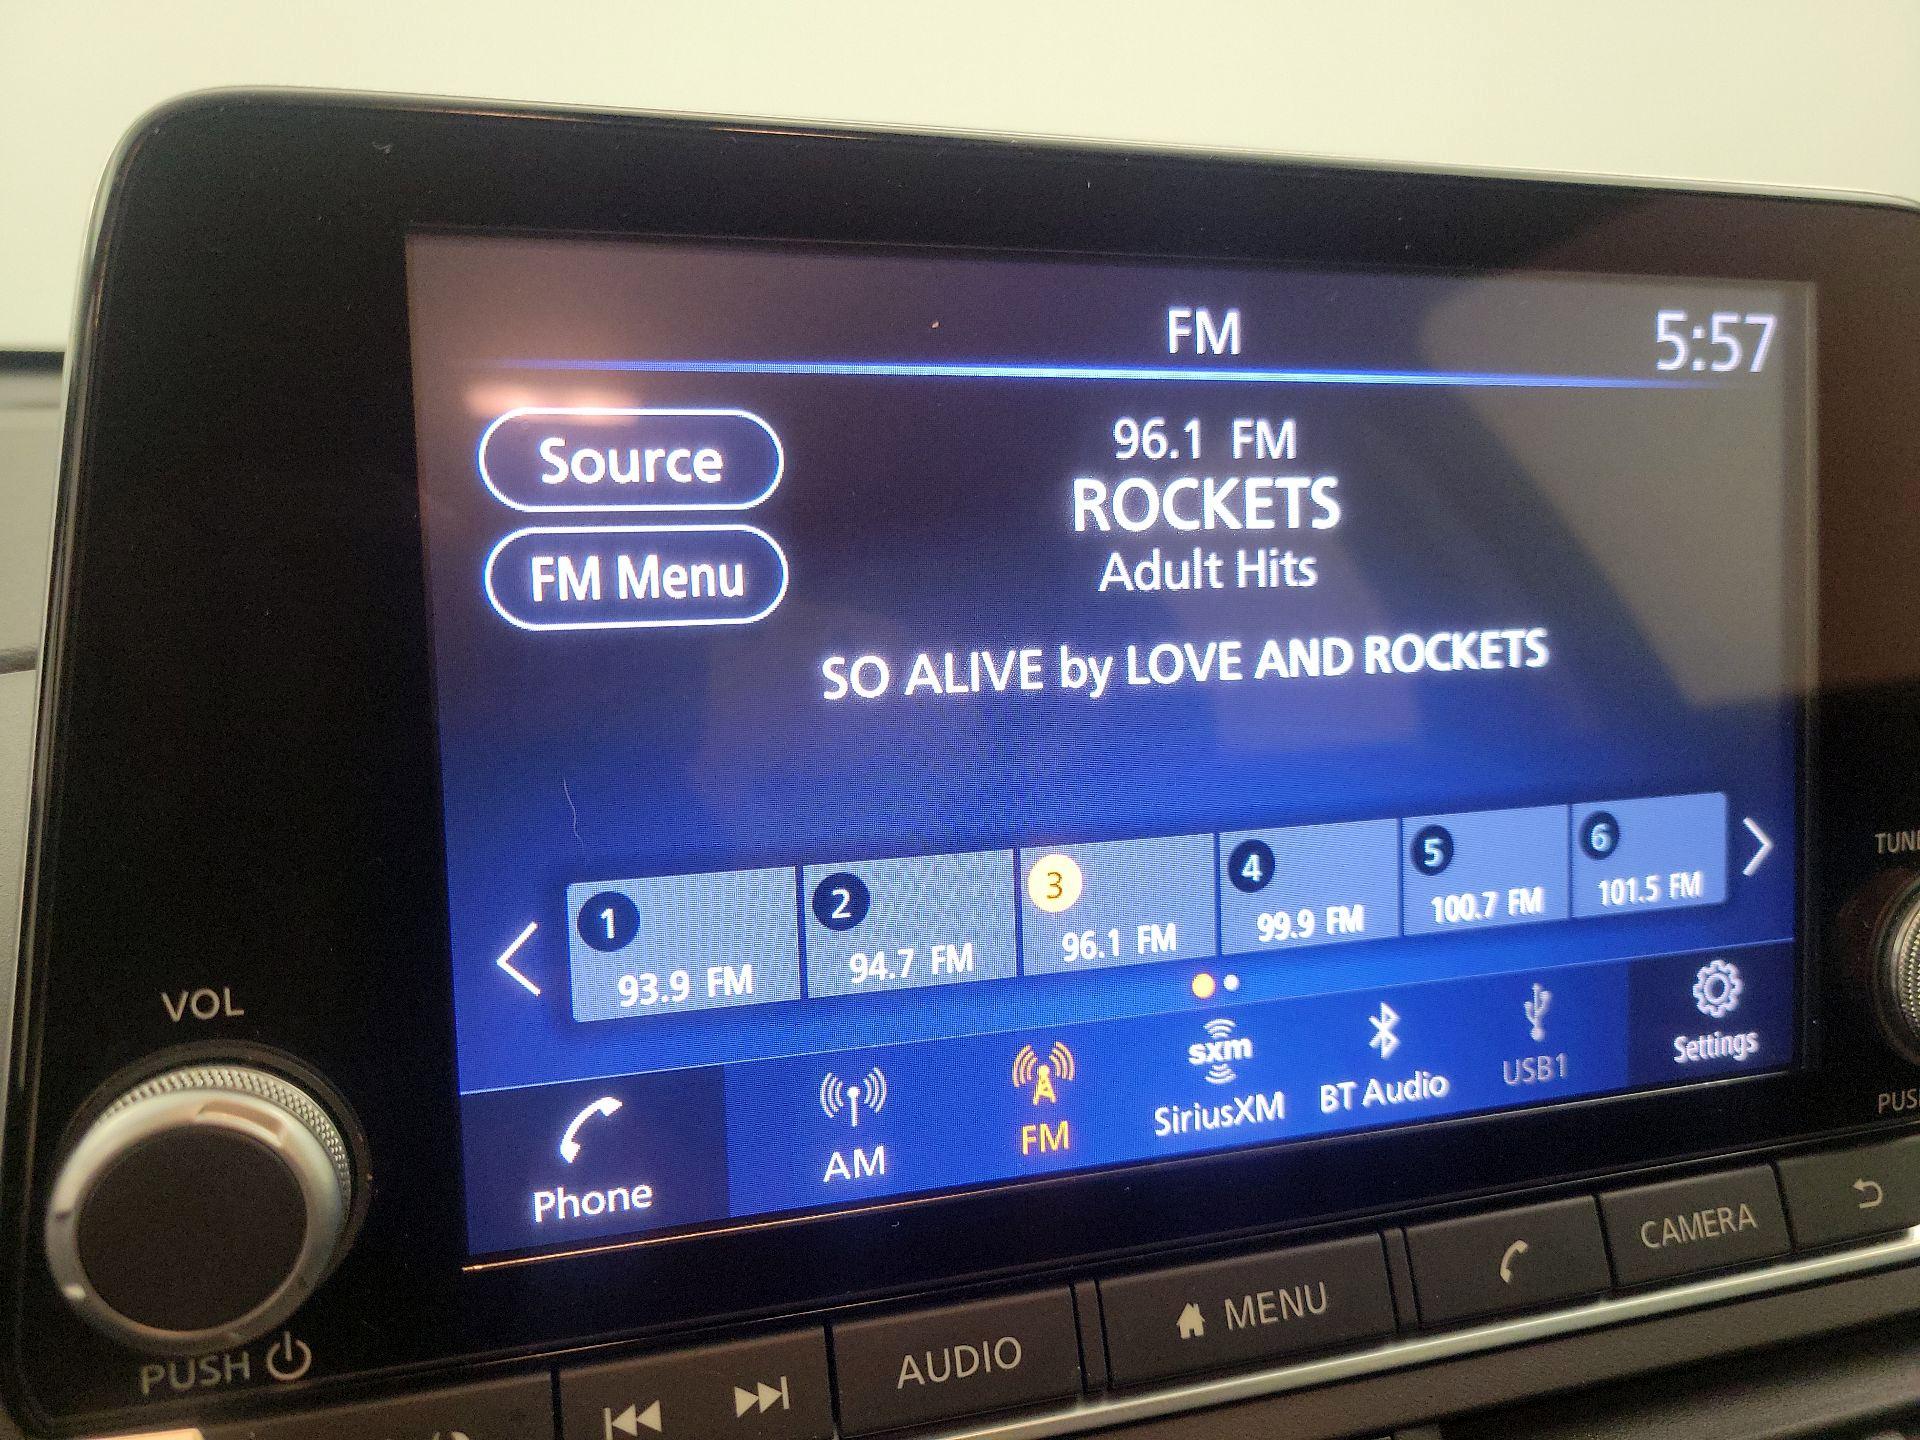 FM
5:57
Source
96.1 FM
ROCKETS
FM Menu
Adult Hits
SO ALIVE by LOVE AND ROCKETS
1
93.9 FM
2
94.7 FM
3
96.1 FM
4
99.9 FM
5
100.7 FM
6
101.5 FM
Phone
AM
FM
sxm
SiriusXM
BT Audio
USB1
Settings
VOL
PUSH
TUNE
PUSH
AUDIO
MENU
CAMERA